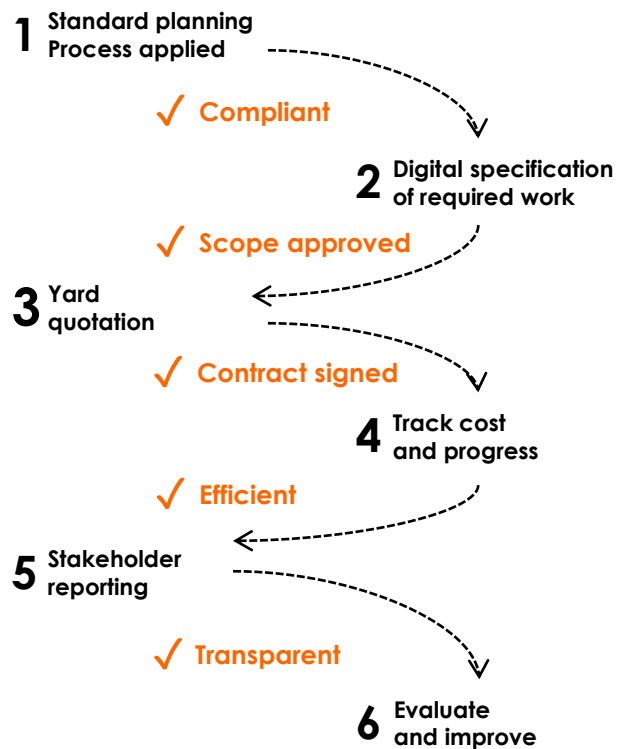 1 Standard planning
Process applied
✓ Compliant
2 Digital specification
of required work
✓ Scope approved
3 Yard
quotation
✓ Contract signed
4 Track cost
and progress
✓ Efficient
5 Stakeholder
reporting
✓ Transparent
6 Evaluate
and improve